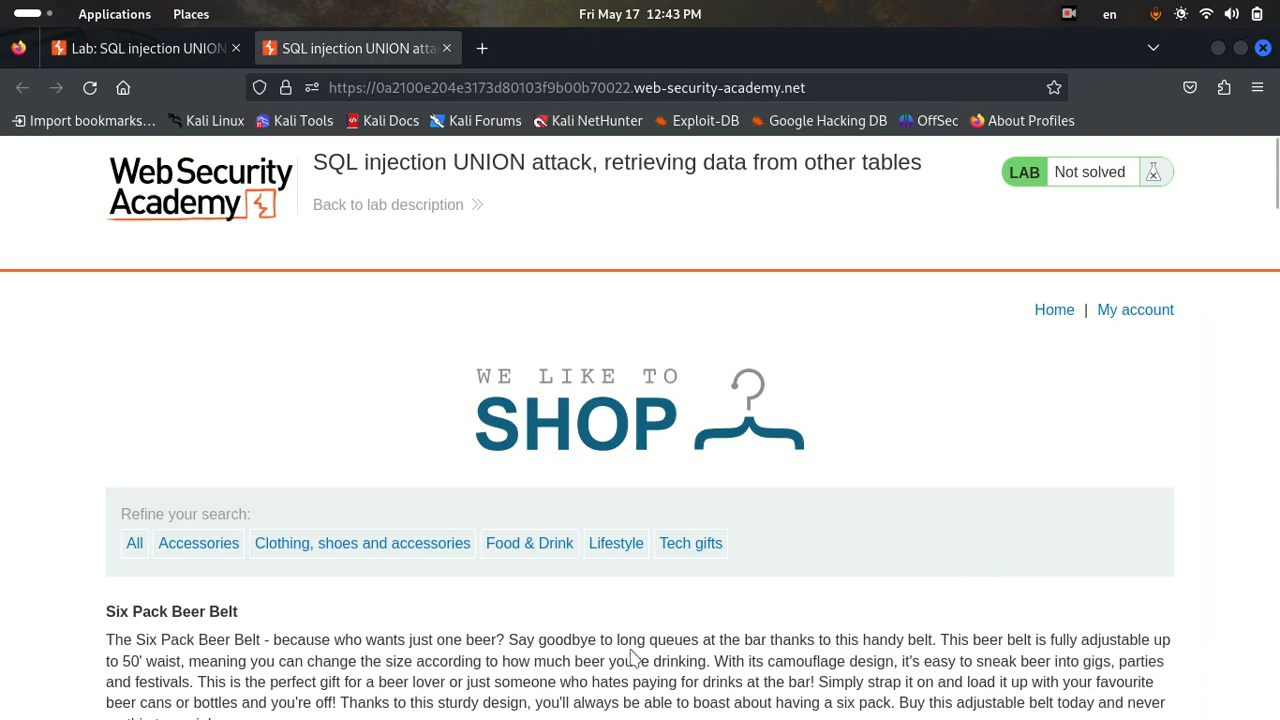 Applications Places Fri May 17 12:43 PM en
Lab: SQL injection UNION SQL injection UNION atta
https://0a2100e204e3173d80103f9b00b70022.web-security-academy.net
Import bookmarks... Kali Linux Kali Tools Kali Docs Kali Forums Kali NetHunter Exploit-DB Google Hacking DB OffSec About Profiles
Web Security
Academy
SQL injection UNION attack, retrieving data from other tables
Back to lab description
LAB Not solved
Home | My account
WE LIKE TO
SHOP
Refine your search:
All Accessories Clothing, shoes and accessories Food & Drink Lifestyle Tech gifts
Six Pack Beer Belt
The Six Pack Beer Belt - because who wants just one beer? Say goodbye to long queues at the bar thanks to this handy belt. This beer belt is fully adjustable up
to 50' waist, meaning you can change the size according to how much beer you're drinking. With its camouflage design, it's easy to sneak beer into gigs, parties
and festivals. This is the perfect gift for a beer lover or just someone who hates paying for drinks at the bar! Simply strap it on and load it up with your favourite
beer cans or bottles and you're off! Thanks to this sturdy design, you'll always be able to boast about having a six pack. Buy this adjustable belt today and never